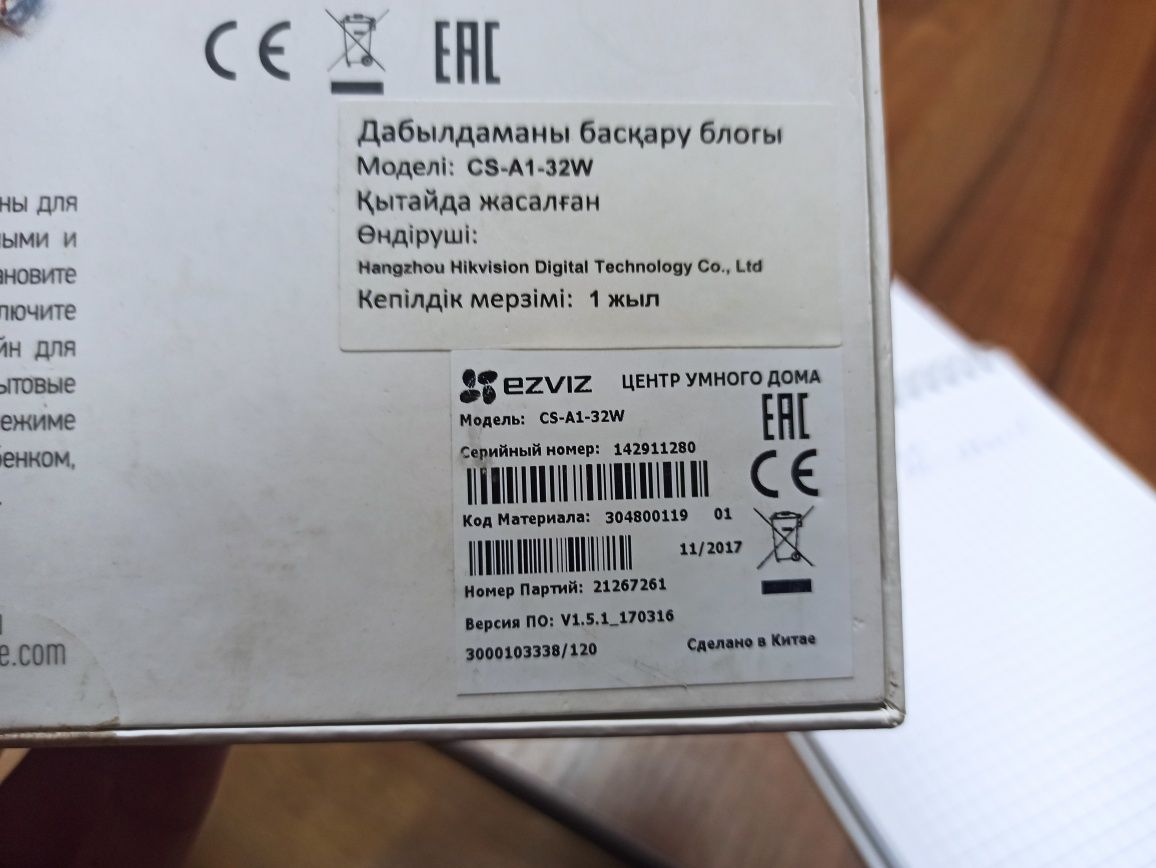 CE EAC
Дабылдаманы басқару блогы
Моделі: CS-A1-32W
Қытайда жасалған
Өндіруші:
Hangzhou Hikvision Digital Technology Co., Ltd
Кепілдік мерзімі: 1 жыл
ны для
ыми и
ановите
лючите
йн для
ытовые
ежиме
бенком,
e.com
ezviz ЦЕНТР УМНОГО ДОМА
Модель: CS-A1-32W
EAC
Серийный номер: 142911280
CE
Код Материала: 304800119 01
11/2017
Номер Партий: 21267261
Версия ПО: V1.5.1_170316
3000103338/120 Сделано в Китае